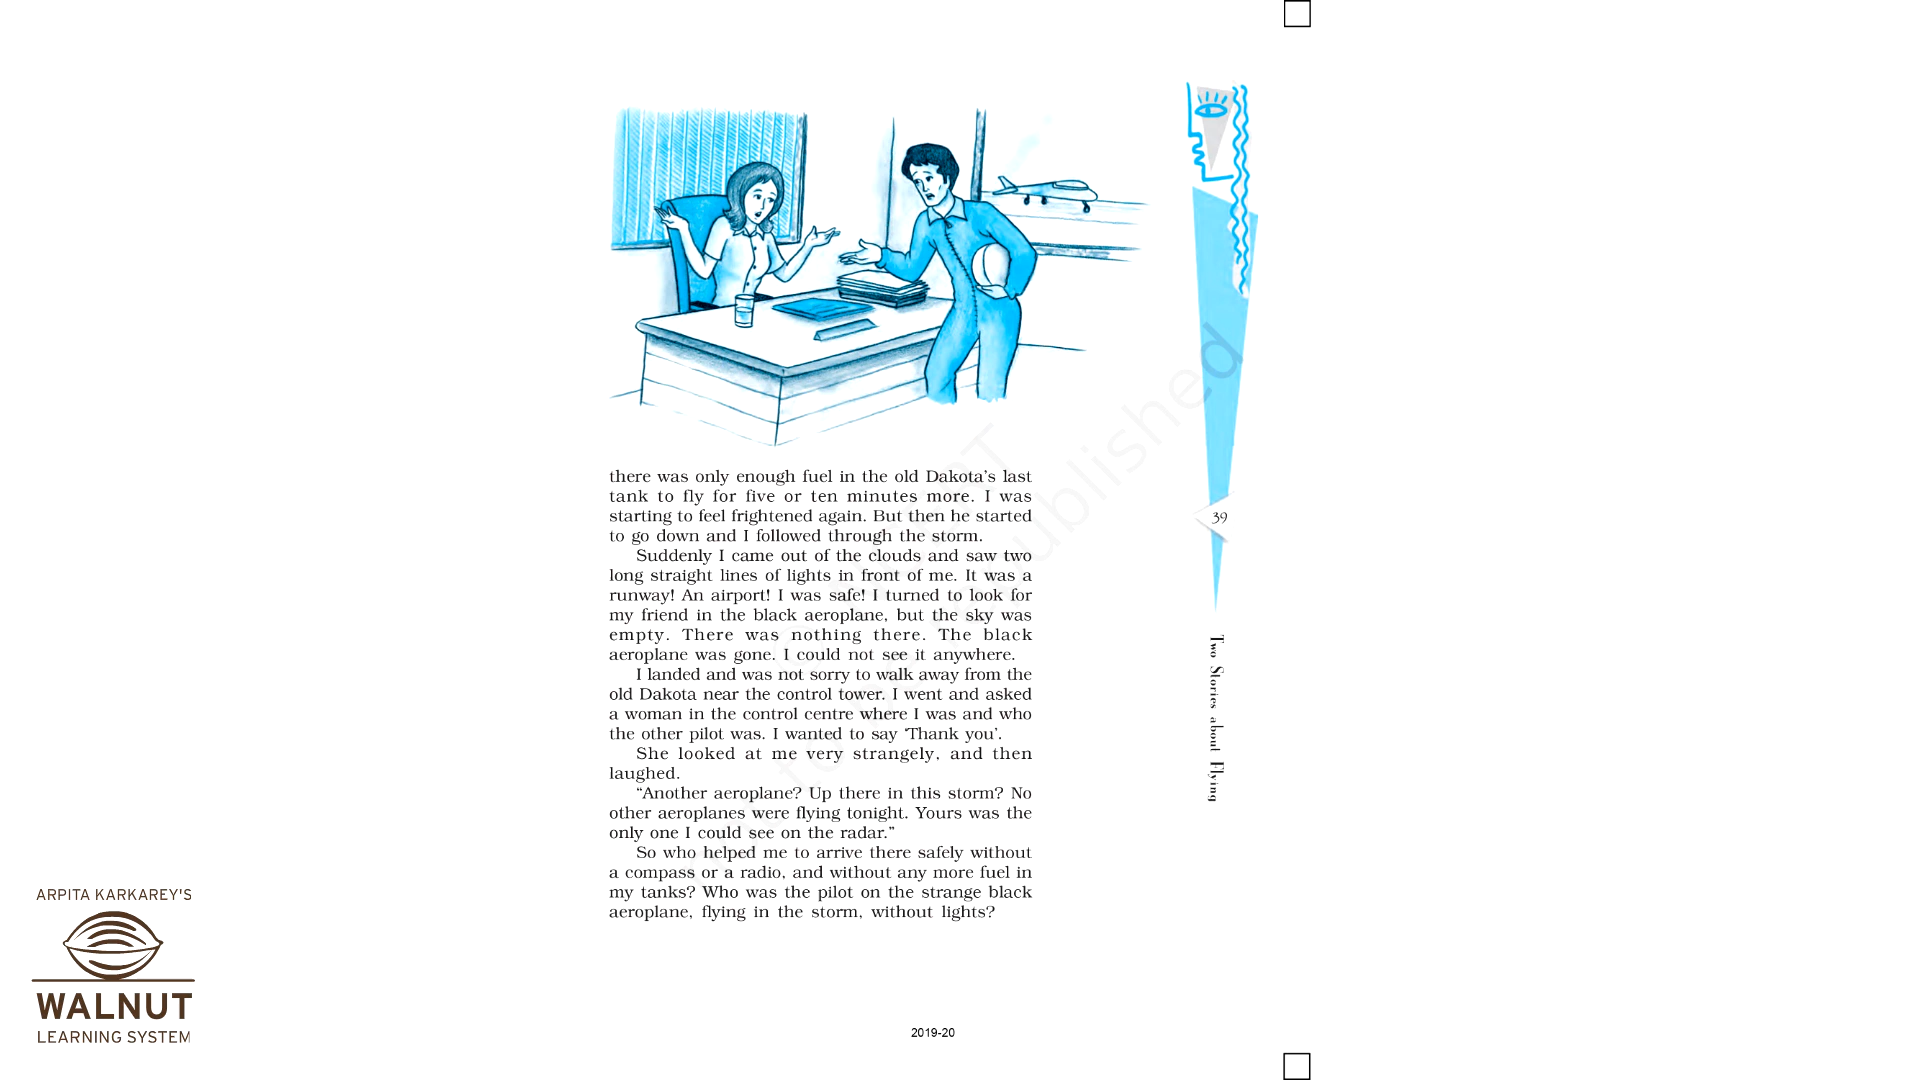 there was only enough fuel in the old Dakota's last
tank to fly for five or ten minutes more. I was
starting to feel frightened again. But then he started
to go down and I followed through the storm.
Suddenly I came out of the clouds and saw two
long straight lines of lights in front of me. It was a
runway! An airport! I was safe! I turned to look for
my friend in the black aeroplane, but the sky was
empty. There was nothing there. The black
aeroplane was gone. I could not see it anywhere.
I landed and was not sorry to walk away from the
old Dakota near the control tower. I went and asked
a woman in the control centre where I was and who
the other pilot was. I wanted to say ‘Thank you’.
She looked at me very strangely, and then
laughed.
“Another aeroplane? Up there in this storm? No
other aeroplanes were flying tonight. Yours was the
only one I could see on the radar.”
So who helped me to arrive there safely without
a compass or a radio, and without any more fuel in
my tanks? Who was the pilot on the strange black
aeroplane, flying in the storm, without lights?
39
Two Stories about Flying
ARPITA KARKAREY'S
WALNUT
LEARNING SYSTEM
2019-20